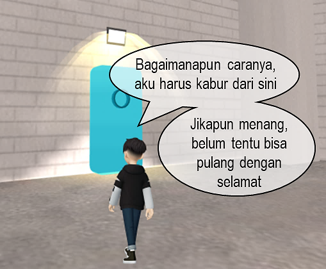 Bagaimanapun caranya,
aku harus kabur dari sini
Jikapun menang,
belum tentu bisa
pulang dengan
selamat